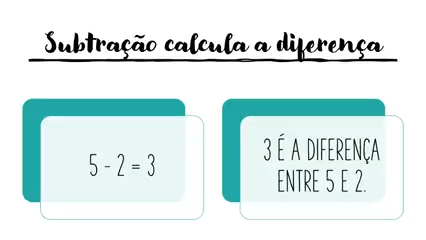 Subtração calcula a diferença
5 - 2 = 3
3 É A DIFERENÇA
ENTRE 5 E 2.